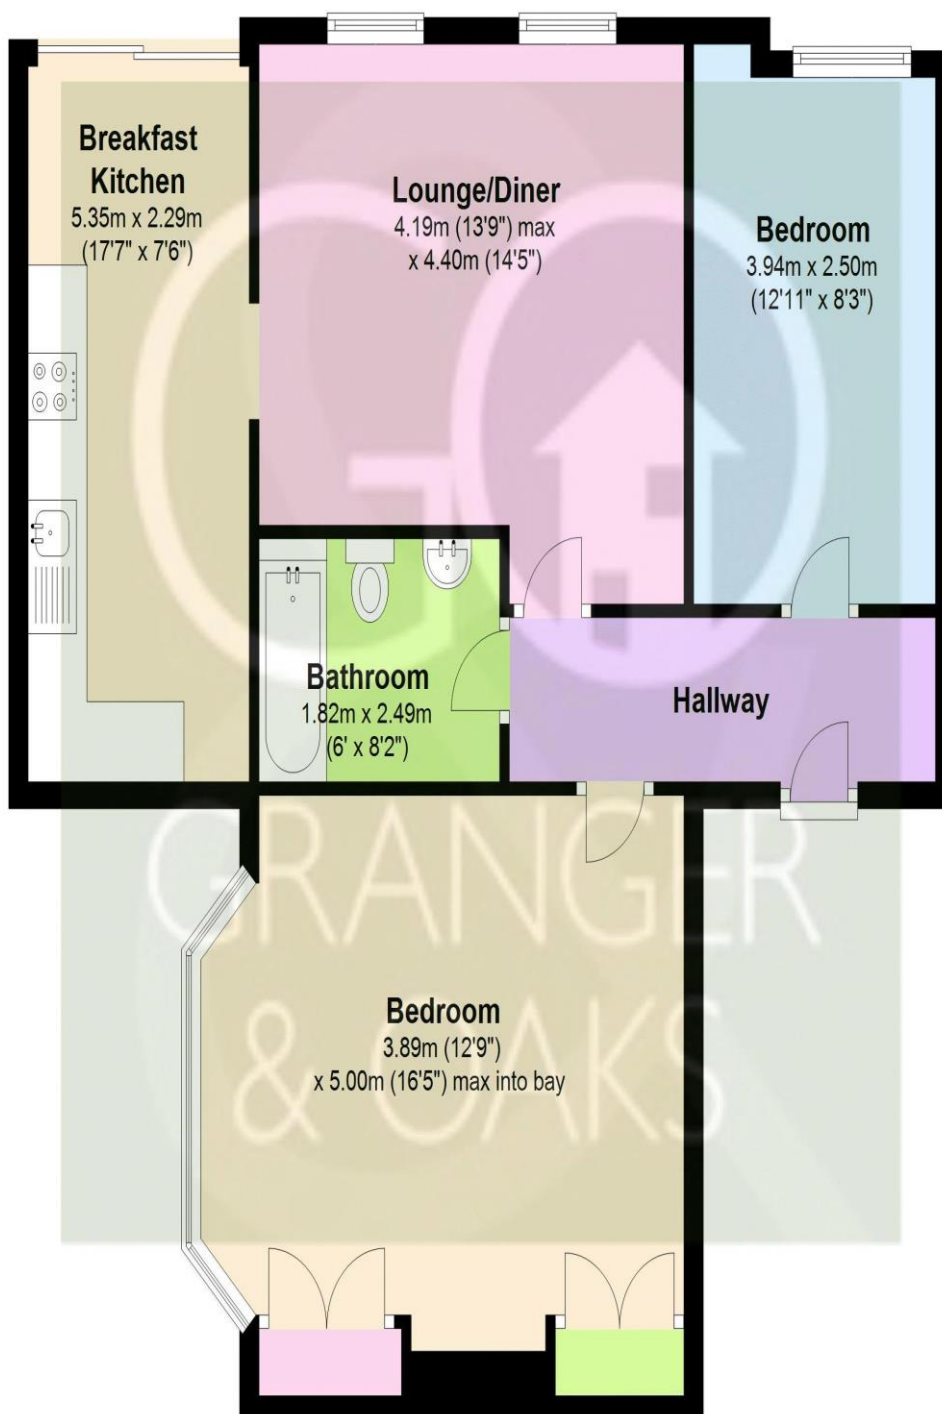 Breakfast
Kitchen
5.35m x 2.29m
(17'7" x 7'6")
Lounge/Diner
4.19m (13'9") max
x 4.40m (14'5")
Bedroom
3.94m x 2.50m
(12'11" x 8'3")
Bathroom
1.82m x 2.49m
(6' x 8'2")
Hallway
Bedroom
3.89m (12'9")
x 5.00m (16'5") max into bay
GO
GRANGER
& OAKS